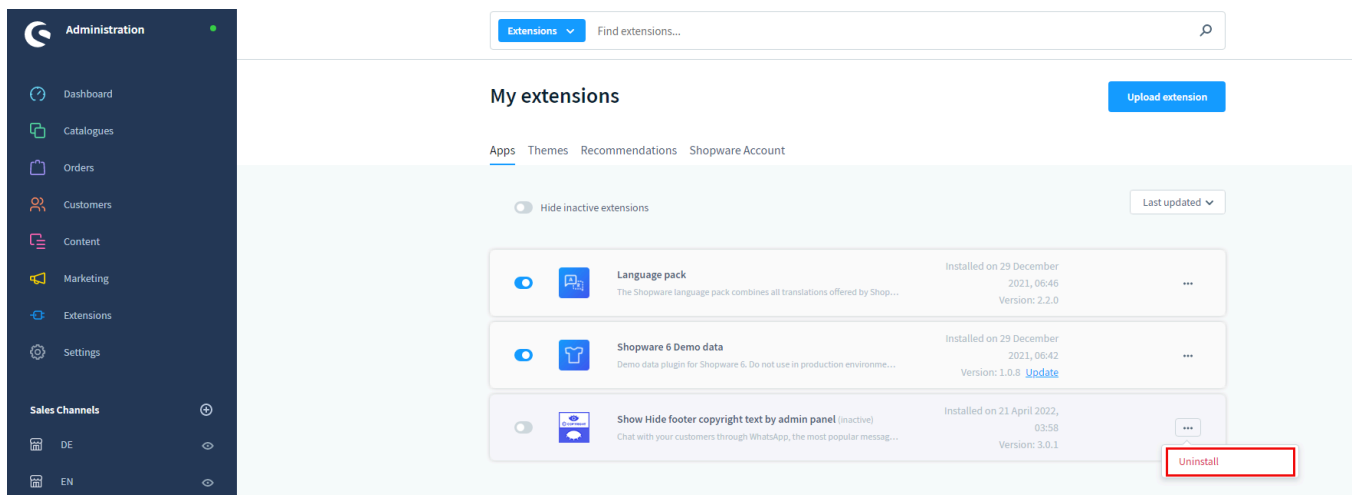 Administration
Dashboard
Catalogues
Orders
Customers
Content
Marketing
Extensions
Settings
Sales Channels
DE
EN
Extensions
Find extensions...
My extensions
Upload extension
Apps Themes Recommendations Shopware Account
Hide inactive extensions
Last updated
Language pack
The Shopware language pack combines all translations offered by Shop...
Installed on 29 December
2021, 06:46
Version: 2.2.0
Shopware 6 Demo data
Demo data plugin for Shopware 6. Do not use in production environme...
Installed on 29 December
2021, 06:42
Version: 1.0.8 Update
Show Hide footer copyright text by admin panel (inactive)
Chat with your customers through WhatsApp, the most popular messag...
Installed on 21 April 2022,
03:58
Version: 3.0.1
Uninstall